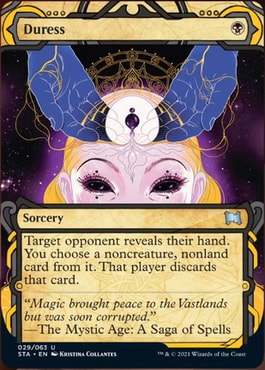 Duress
Sorcery
Target opponent reveals their hand.
You choose a noncreature, nonland
card from it. That player discards
that card.
"Magic brought peace to the Vastlands
but was soon corrupted."
—The Mystic Age: A Saga of Spells
029/063 U
STA • EN KRISTINA COLLANTES
™ & © 2021 Wizards of the Coast